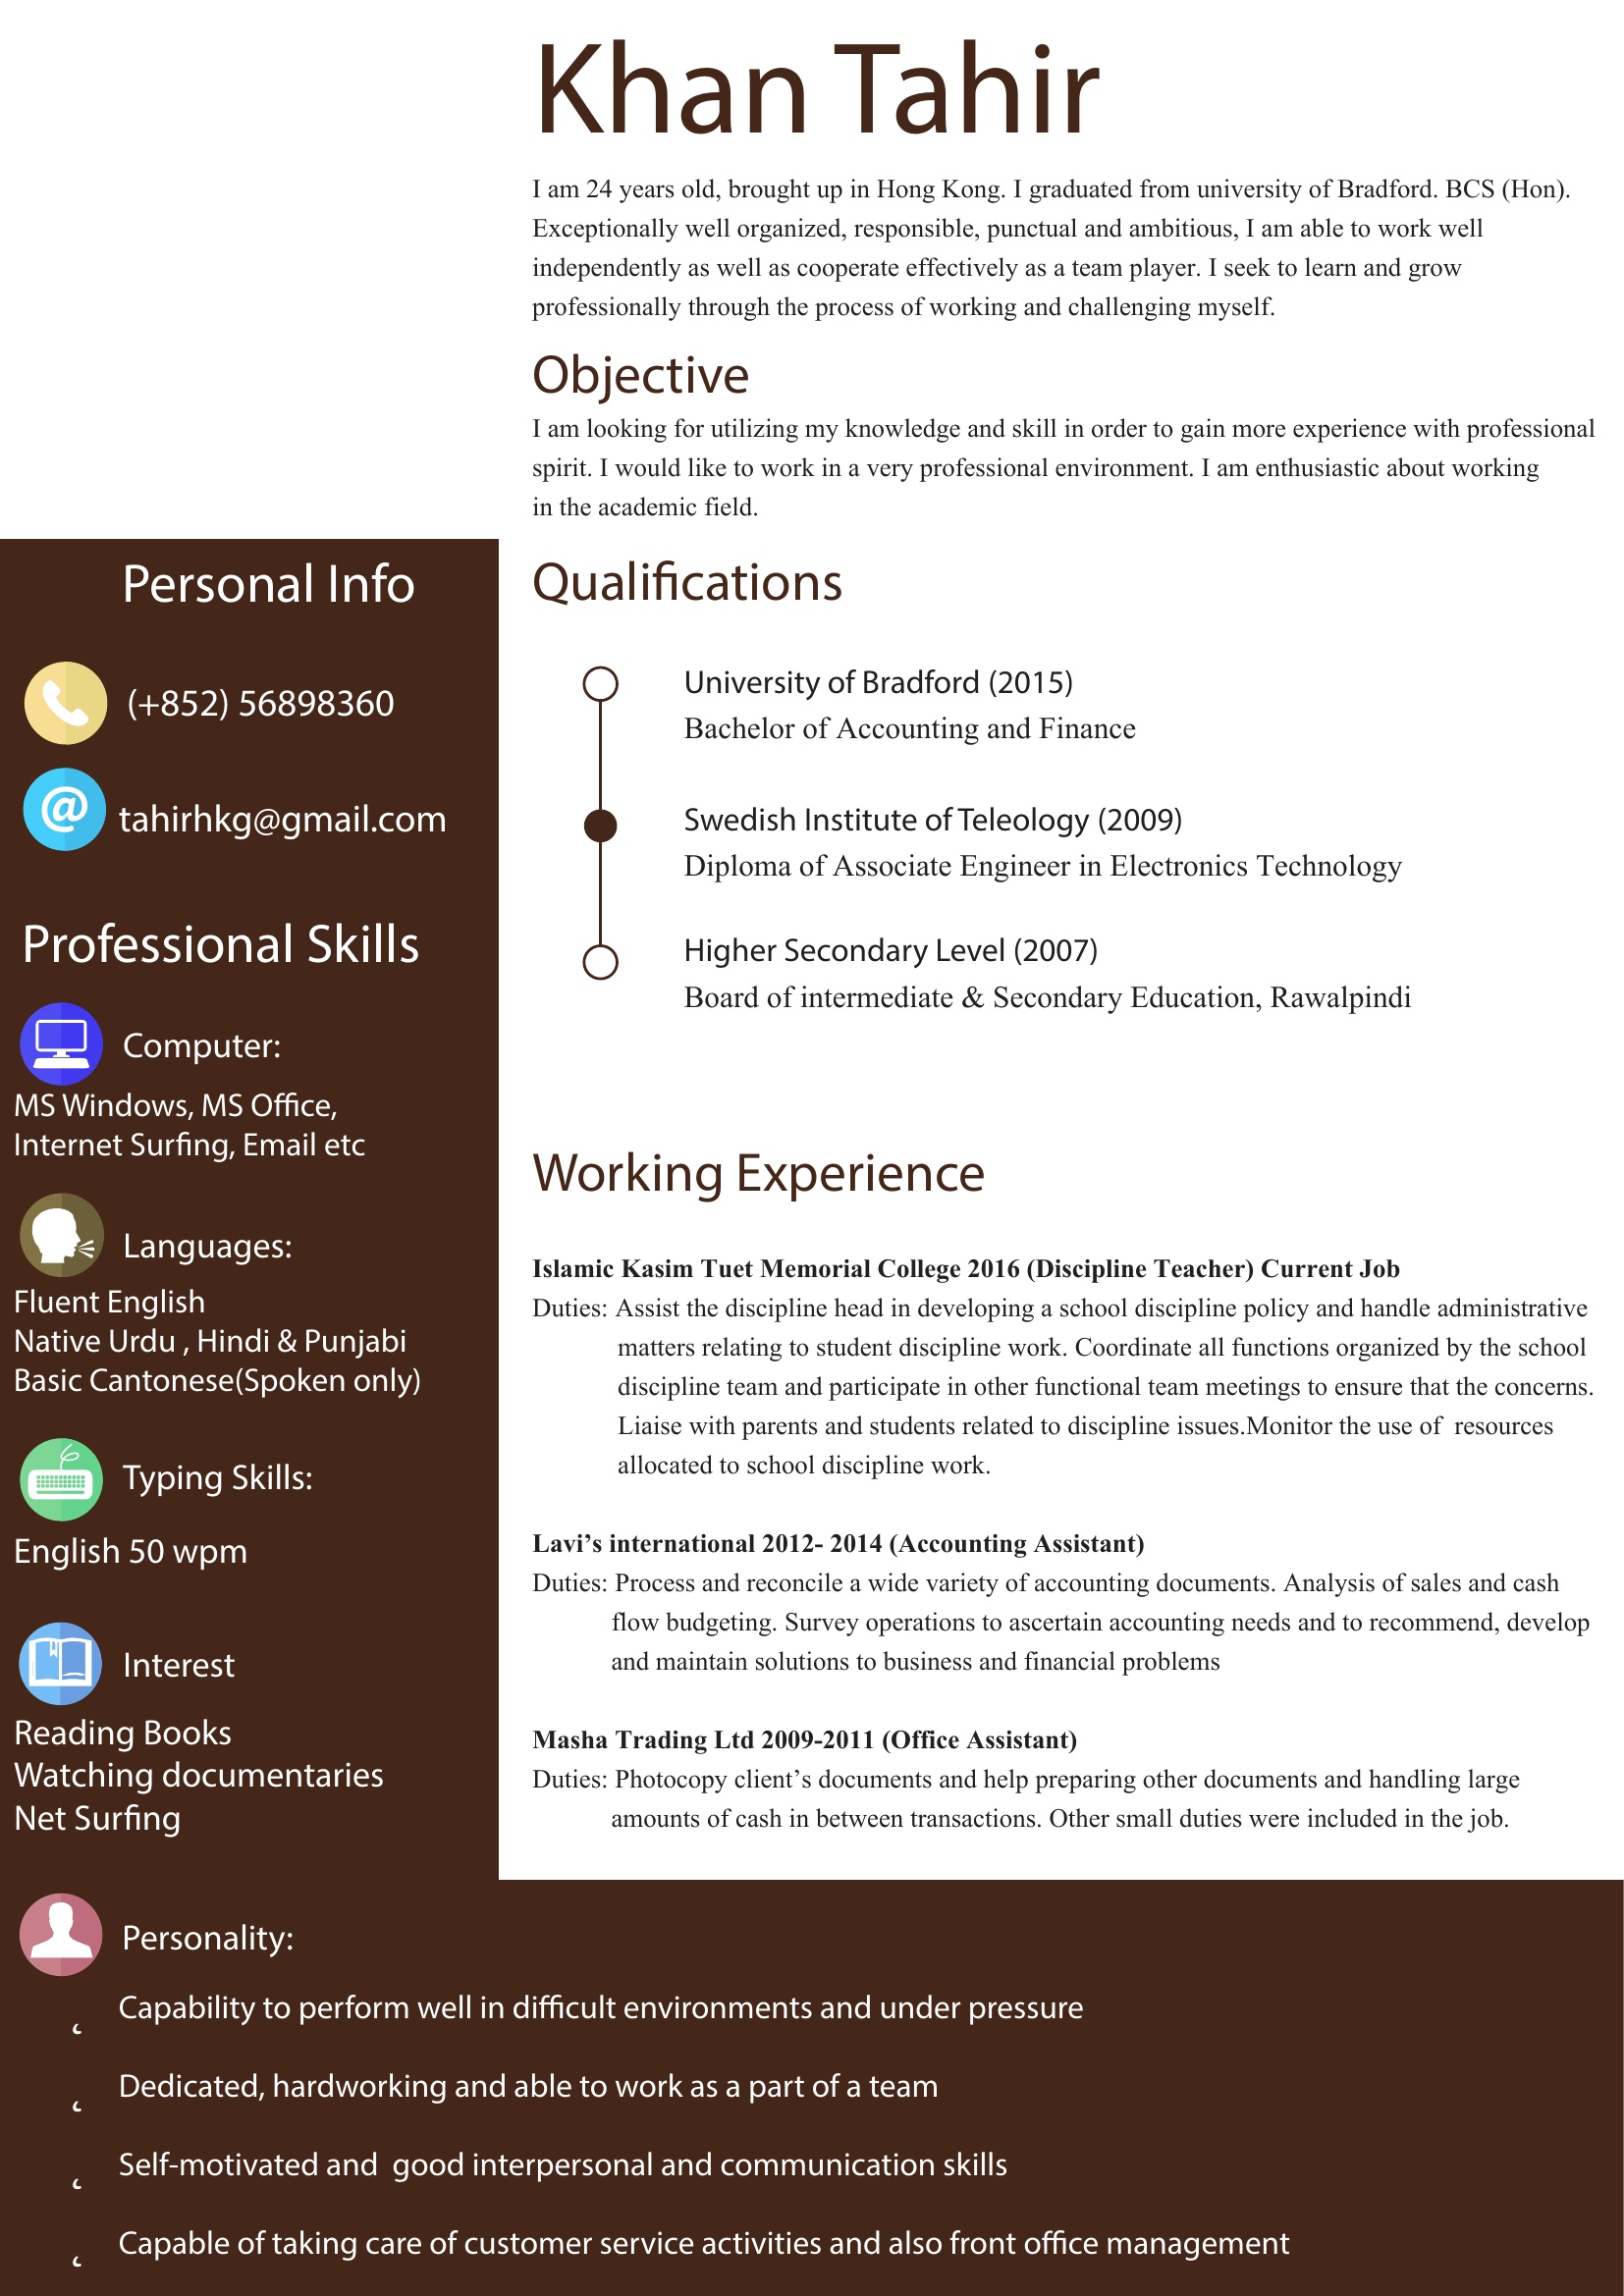 Khan Tahir
I am 24 years old, brought up in Hong Kong. I graduated from university of Bradford. BCS (Hon).
Exceptionally well organized, responsible, punctual and ambitious, I am able to work well
independently as well as cooperate effectively as a team player. I seek to learn and grow
professionally through the process of working and challenging myself.
Objective
I am looking for utilizing my knowledge and skill in order to gain more experience with professional
spirit. I would like to work in a very professional environment. I am enthusiastic about working
in the academic field.
Personal Info
(+852) 56898360
@ tahirhkg@gmail.com
Professional Skills
Computer:
MS Windows, MS Office,
Internet Surfing, Email etc
Languages:
Fluent English
Native Urdu , Hindi & Punjabi
Basic Cantonese(Spoken only)
Typing Skills:
English 50 wpm
Interest
Reading Books
Watching documentaries
Net Surfing
Qualifications
University of Bradford (2015)
Bachelor of Accounting and Finance
Swedish Institute of Teleology (2009)
Diploma of Associate Engineer in Electronics Technology
Higher Secondary Level (2007)
Board of intermediate & Secondary Education, Rawalpindi
Working Experience
Islamic Kasim Tuet Memorial College 2016 (Discipline Teacher) Current Job
Duties: Assist the discipline head in developing a school discipline policy and handle administrative
matters relating to student discipline work. Coordinate all functions organized by the school
discipline team and participate in other functional team meetings to ensure that the concerns.
Liaise with parents and students related to discipline issues.Monitor the use of  resources
allocated to school discipline work.
Lavi’s international 2012- 2014 (Accounting Assistant)
Duties: Process and reconcile a wide variety of accounting documents. Analysis of sales and cash
flow budgeting. Survey operations to ascertain accounting needs and to recommend, develop
and maintain solutions to business and financial problems
Masha Trading Ltd 2009-2011 (Office Assistant)
Duties: Photocopy client’s documents and help preparing other documents and handling large
amounts of cash in between transactions. Other small duties were included in the job.
Personality:
Capability to perform well in difficult environments and under pressure
Dedicated, hardworking and able to work as a part of a team
Self-motivated and  good interpersonal and communication skills
Capable of taking care of customer service activities and also front office management